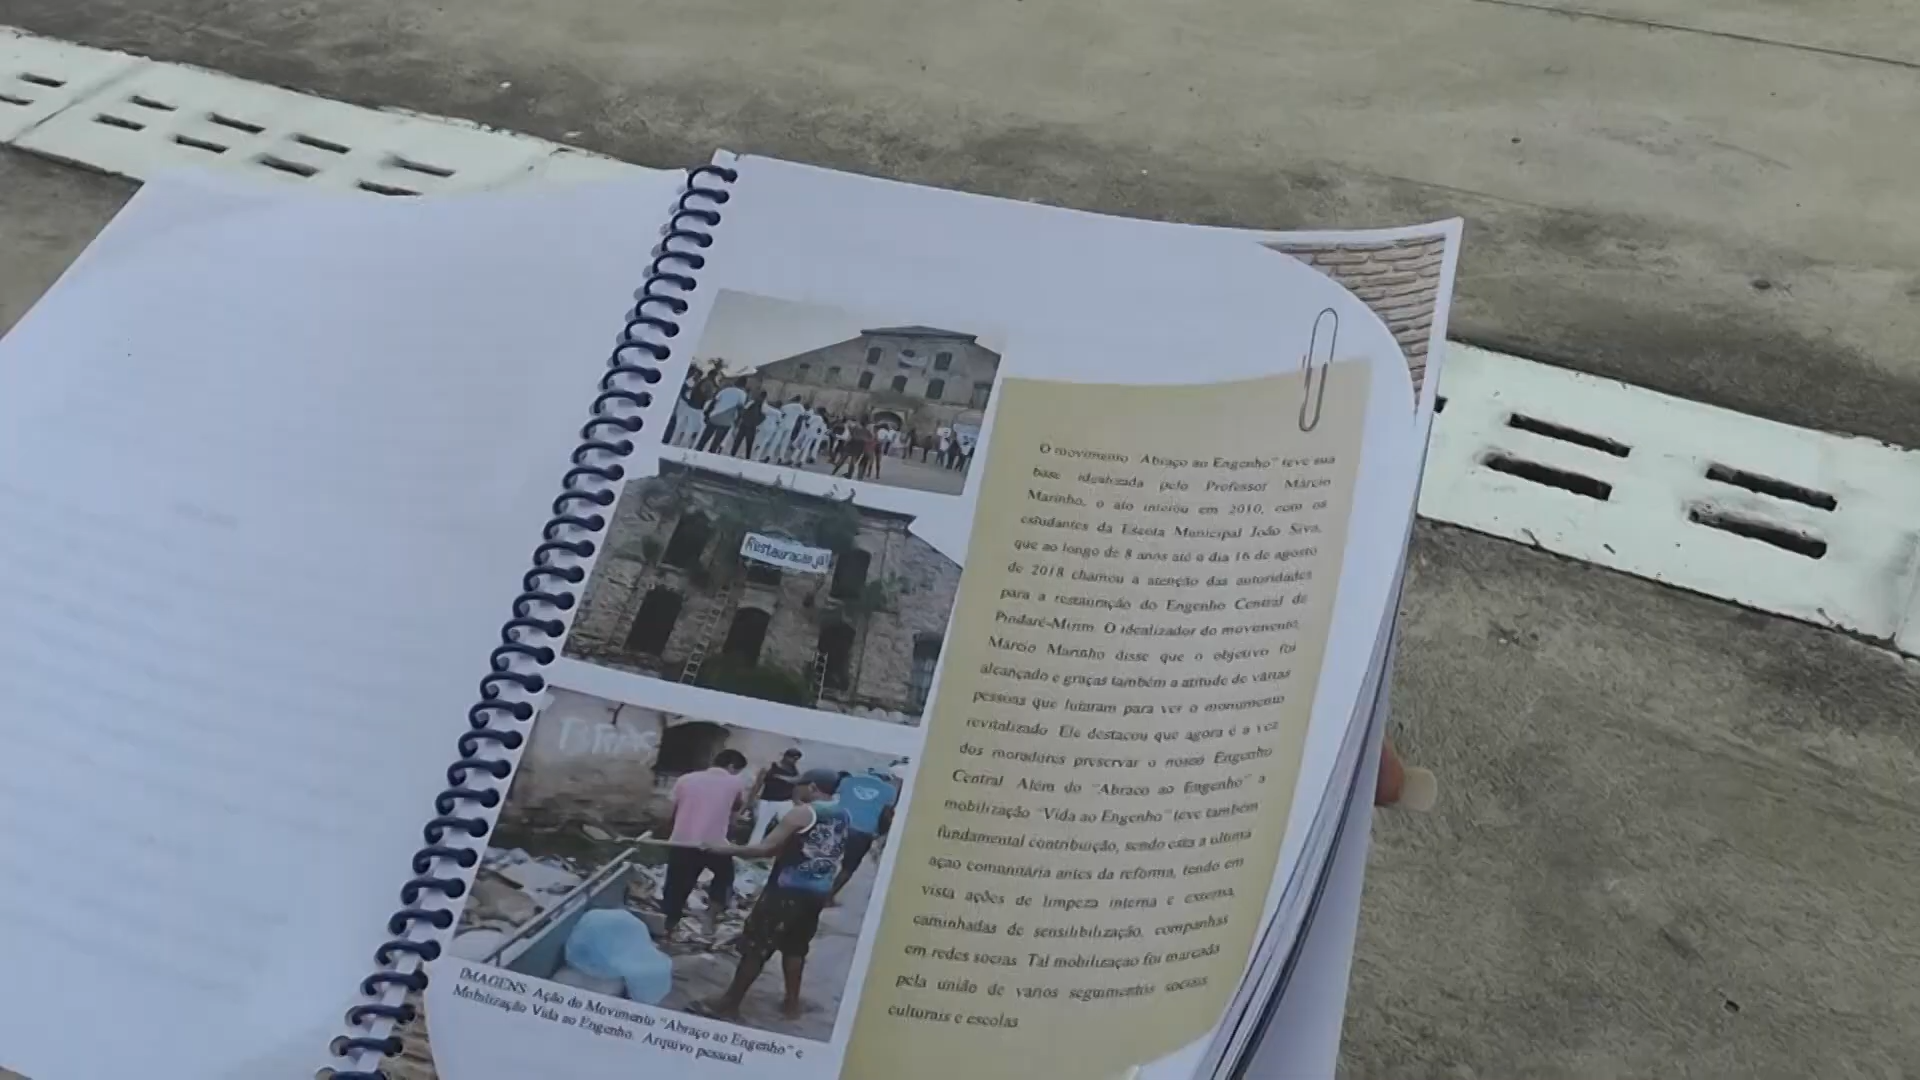 Restauração já!
IMAGENS: Ação do Movimento "Abraço ao Engenho" e
Mobilização Vida ao Engenho. Arquivo pessoal.
O movimento "Abraço ao Engenho" teve sua
base idealizada pelo Professor Márcio
Marinho, o ato iniciou em 2010, com os
estudantes da Escola Municipal João Silva,
que ao longo de 8 anos até o dia 16 de agosto
de 2018 chamou a atenção das autoridades
para a restauração do Engenho Central de
Pindaré-Mirim. O idealizador do movimento,
Márcio Marinho disse que o objetivo foi
alcançado e graças também a atitude de várias
pessoas que lutaram para ver o monumento
revitalizado. Ele destacou que agora é a vez
dos moradores preservar o nosso Engenho
Central. Além do "Abraço ao Engenho" a
mobilização "Vida ao Engenho" teve também
fundamental contribuição, sendo esta a última
ação comunitária antes da reforma, tendo em
vista ações de limpeza interna e externa,
caminhadas de sensilibilização, companhas
em redes socias. Tal mobilização foi marcada
pela união de vários seguimentos sociais,
culturais e escolas